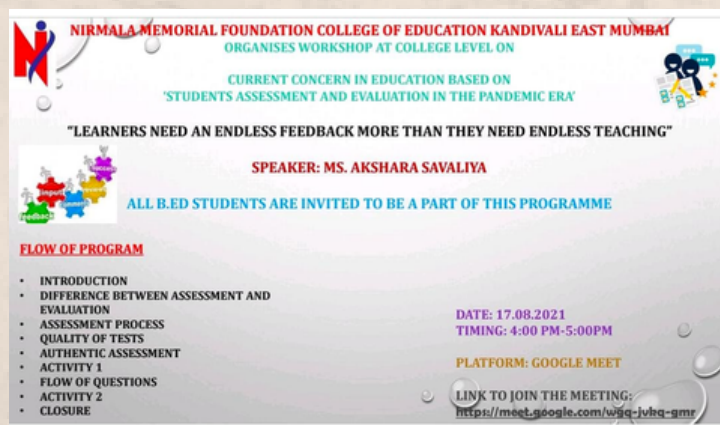 NIRMALA MEMORIAL FOUNDATION COLLEGE OF EDUCATION KANDIVALI EAST MUMBAI
ORGANISES WORKSHOP AT COLLEGE LEVEL ON
CURRENT CONCERN IN EDUCATION BASED ON
'STUDENTS ASSESSMENT AND EVALUATION IN THE PANDEMIC ERA'
"LEARNERS NEED AN ENDLESS FEEDBACK MORE THAN THEY NEED ENDLESS TEACHING"
SPEAKER: MS. AKSHARA SAVALIYA
success
input
feedback
ALL B.ED STUDENTS ARE INVITED TO BE A PART OF THIS PROGRAMME
FLOW OF PROGRAM
• INTRODUCTION
• DIFFERENCE BETWEEN ASSESSMENT AND
EVALUATION
• ASSESSMENT PROCESS
• QUALITY OF TESTS
• AUTHENTIC ASSESSMENT
• ACTIVITY 1
• FLOW OF QUESTIONS
• ACTIVITY 2
• CLOSURE
DATE: 17.08.2021
TIMING: 4:00 PM-5:00PM
PLATFORM: GOOGLE MEET
LINK TO JOIN THE MEETING:
https://meet.google.com/wgq-jvkq-gmr